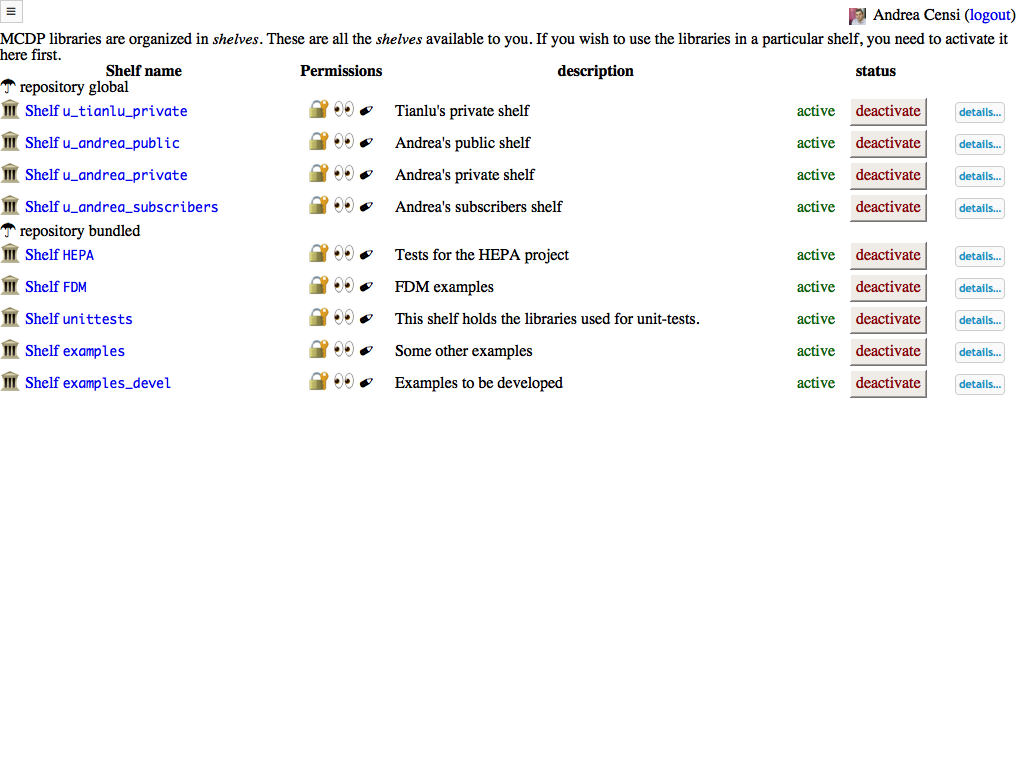 ≡
Andrea Censi (logout)
MCDP libraries are organized in shelves. These are all the shelves available to you. If you wish to use the libraries in a particular shelf, you need to activate it
here first.
Shelf name Permissions description status
repository global
Shelf u_tianlu_private Tianlu's private shelf active deactivate details...
Shelf u_andrea_public Andrea's public shelf active deactivate details...
Shelf u_andrea_private Andrea's private shelf active deactivate details...
Shelf u_andrea_subscribers Andrea's subscribers shelf active deactivate details...
repository bundled
Shelf HEPA Tests for the HEPA project active deactivate details...
Shelf FDM FDM examples active deactivate details...
Shelf unittests This shelf holds the libraries used for unit-tests. active deactivate details...
Shelf examples Some other examples active deactivate details...
Shelf examples_devel Examples to be developed active deactivate details...